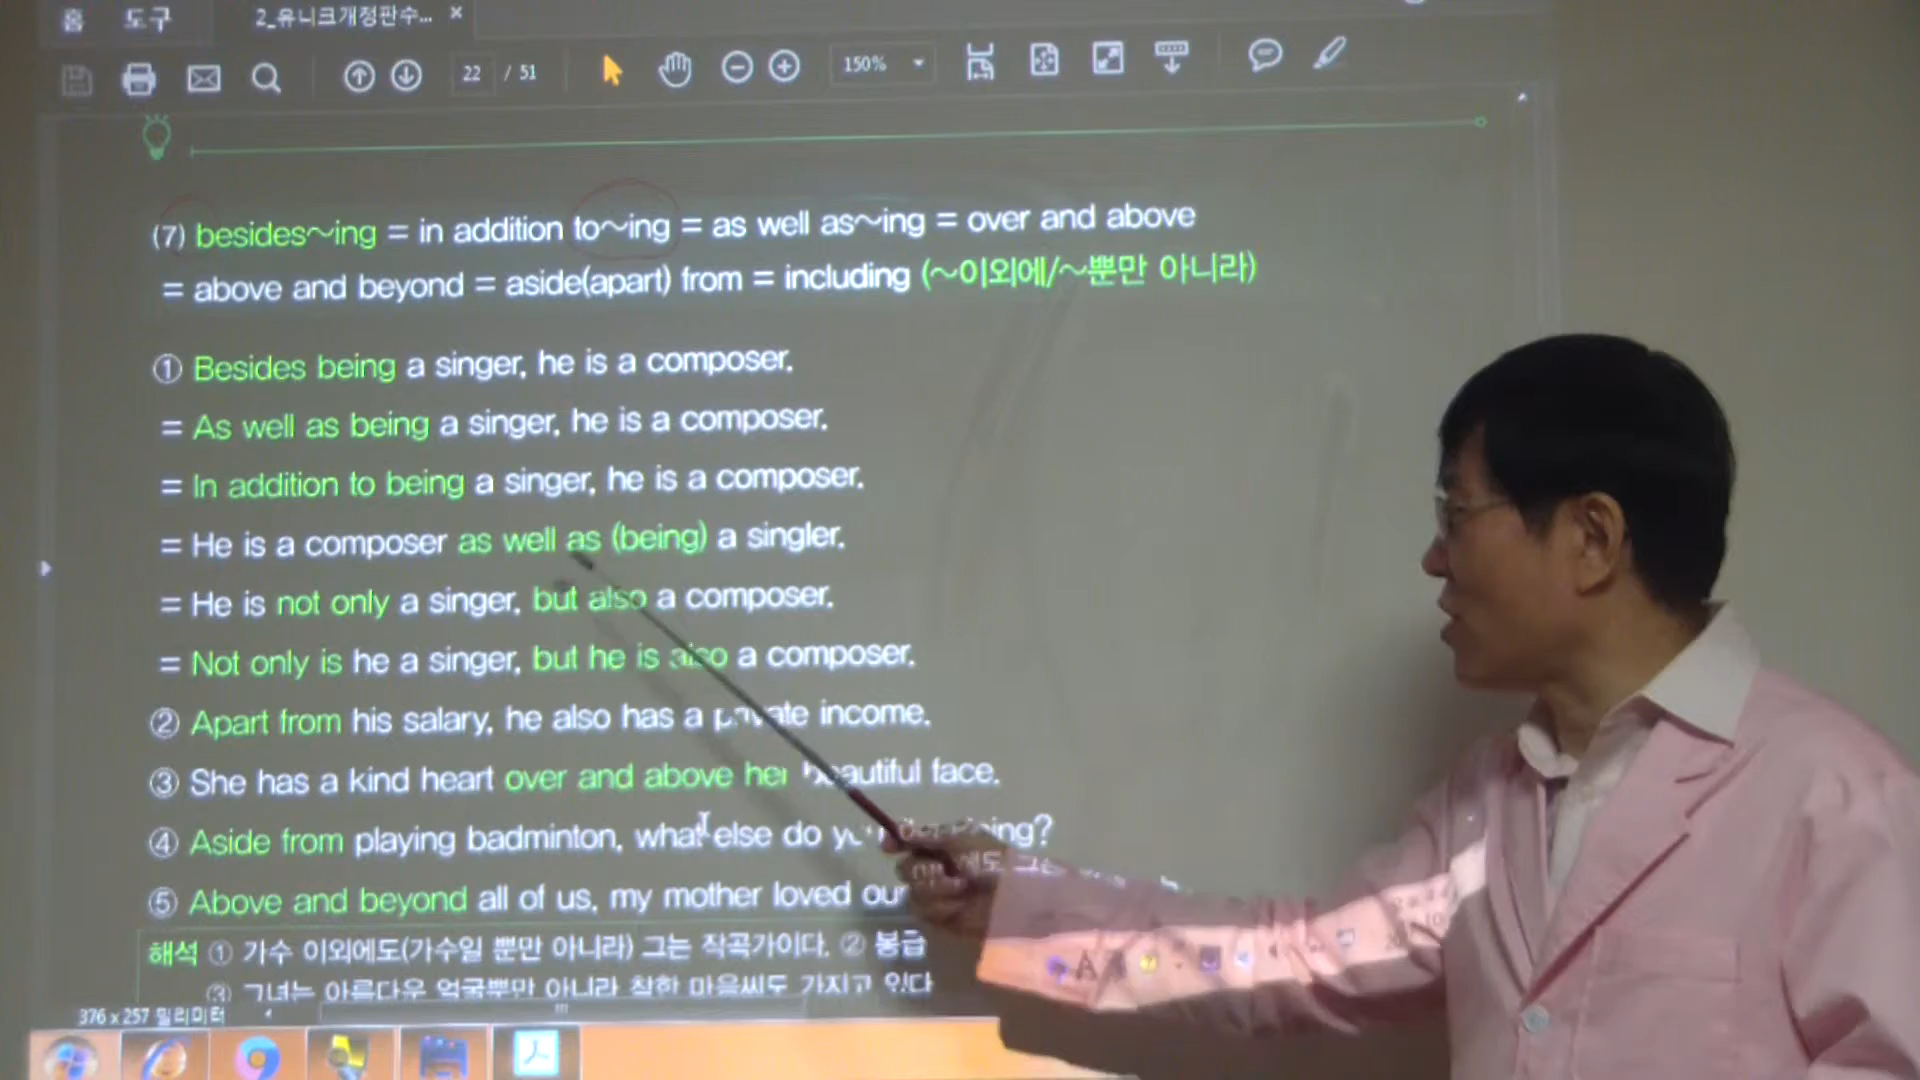 홈 도구 2_유니크개정판수... ×
22 / 51 150%
(7) besides～ing = in addition to～ing = as well as～ing = over and above
= above and beyond = aside(apart) from = including (～이외에/～뿐만 아니라)
① Besides being a singer, he is a composer.
= As well as being a singer, he is a composer.
= In addition to being a singer, he is a composer.
= He is a composer as well as (being) a singler.
= He is not only a singer, but also a composer.
= Not only is he a singer, but he is also a composer.
② Apart from his salary, he also has a private income.
③ She has a kind heart over and above her beautiful face.
④ Aside from playing badminton, what else do you
⑤ Above and beyond all of us, my mother loved our
해석 ① 가수 이외에도(가수일 뿐만 아니라) 그는 작곡가이다. ② 봉급
③ 그녀는 아름다운 얼굴뿐만 아니라 착한 마음씨도 가지고 있다
376 x 257 밀리미터